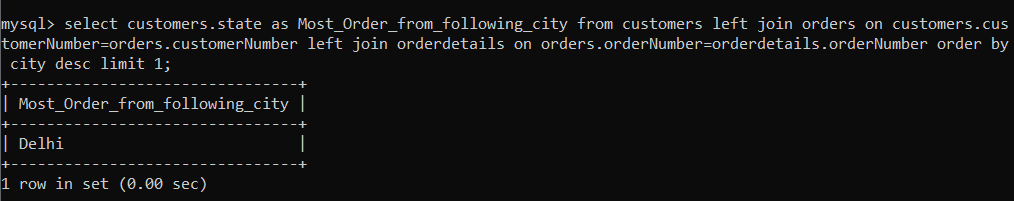 mysql> select customers.state as Most_Order_from_following_city from customers left join orders on customers.cus
tomerNumber=orders.customerNumber left join orderdetails on orders.orderNumber=orderdetails.orderNumber order by
 city desc limit 1;
+--------------------------------+
| Most_Order_from_following_city |
+--------------------------------+
| Delhi                          |
+--------------------------------+
1 row in set (0.00 sec)